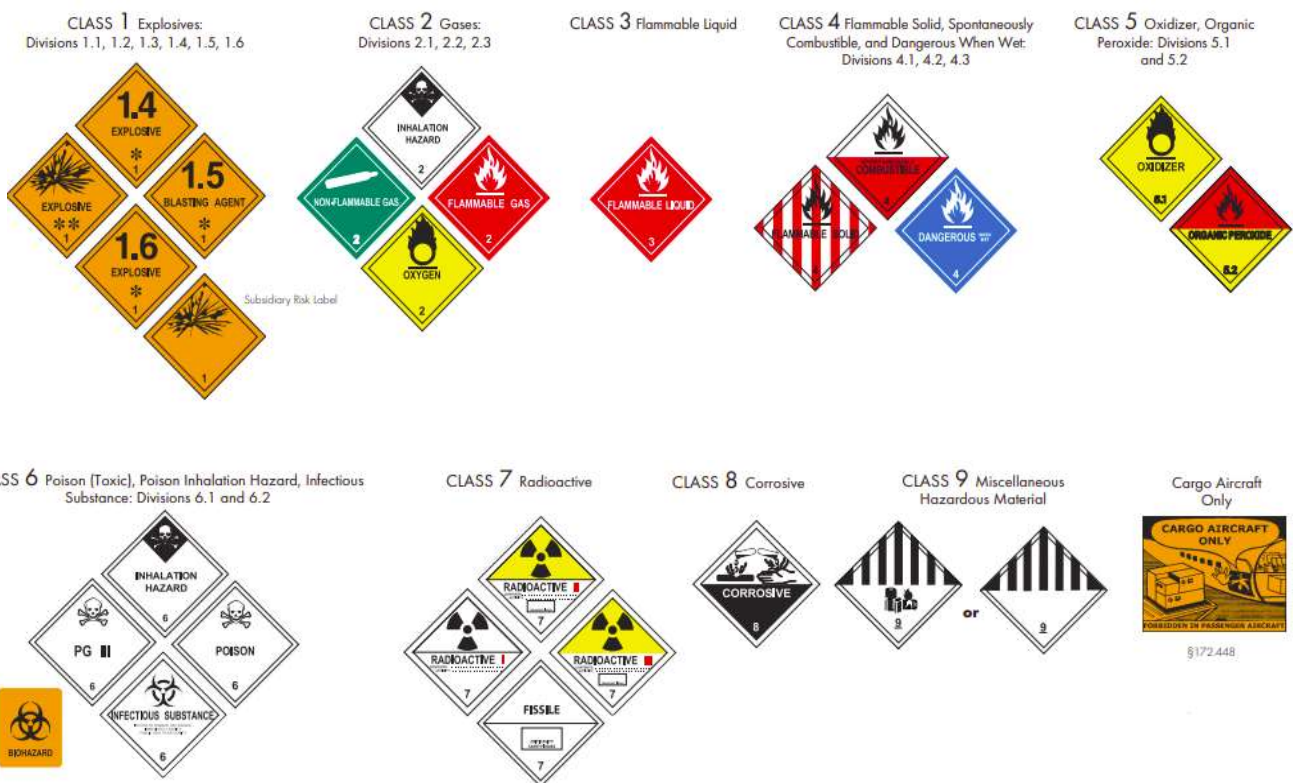 CLASS 1 Explosives:
Divisions 1.1, 1.2, 1.3, 1.4, 1.5, 1.6
1.4
EXPLOSIVE
*
1
EXPLOSIVE
**
1
1.5
BLASTING AGENT
*
1
1.6
EXPLOSIVE
*
1
Subsidiary Risk Label
1
CLASS 2 Gases:
Divisions 2.1, 2.2, 2.3
INHALATION
HAZARD
2
NON-FLAMMABLE GAS
2
FLAMMABLE GAS
2
OXYGEN
2
CLASS 3 Flammable Liquid
FLAMMABLE LIQUID
3
CLASS 4 Flammable Solid, Spontaneously
Combustible, and Dangerous When Wet:
Divisions 4.1, 4.2, 4.3
COMBUSTIBLE
4
FLAMMABLE SOLID
4
DANGEROUS
4
CLASS 5 Oxidizer, Organic
Peroxide: Divisions 5.1
and 5.2
OXIDIZER
5.1
ORGANIC PEROXIDE
5.2
ASS 6 Poison (Toxic), Poison Inhalation Hazard, Infectious
Substance: Divisions 6.1 and 6.2
INHALATION
HAZARD
6
PG III
6
POISON
6
INFECTIOUS SUBSTANCE
6
BIOHAZARD
CLASS 7 Radioactive
RADIOACTIVE II
7
RADIOACTIVE I
7
RADIOACTIVE III
7
FISSILE
7
CLASS 8 Corrosive
CORROSIVE
8
CLASS 9 Miscellaneous
Hazardous Material
9
or
9
Cargo Aircraft
Only
CARGO AIRCRAFT
ONLY
FORBIDDEN IN PASSENGER AIRCRAFT
§172.448